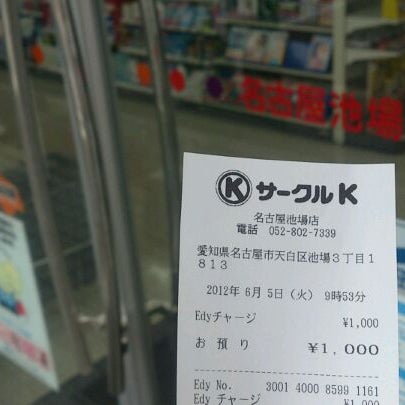 名古屋池場
K サークルK
名古屋池場店
電話 052-802-7339
愛知県名古屋市天白区池場3丁目1
813
2012年 6月 5日(火) 9時53分
Edyチャージ ¥1,000
お 預 り ¥1,000
Edy No. 3001 4000 8599 1161
Edy チャージ ¥1,000